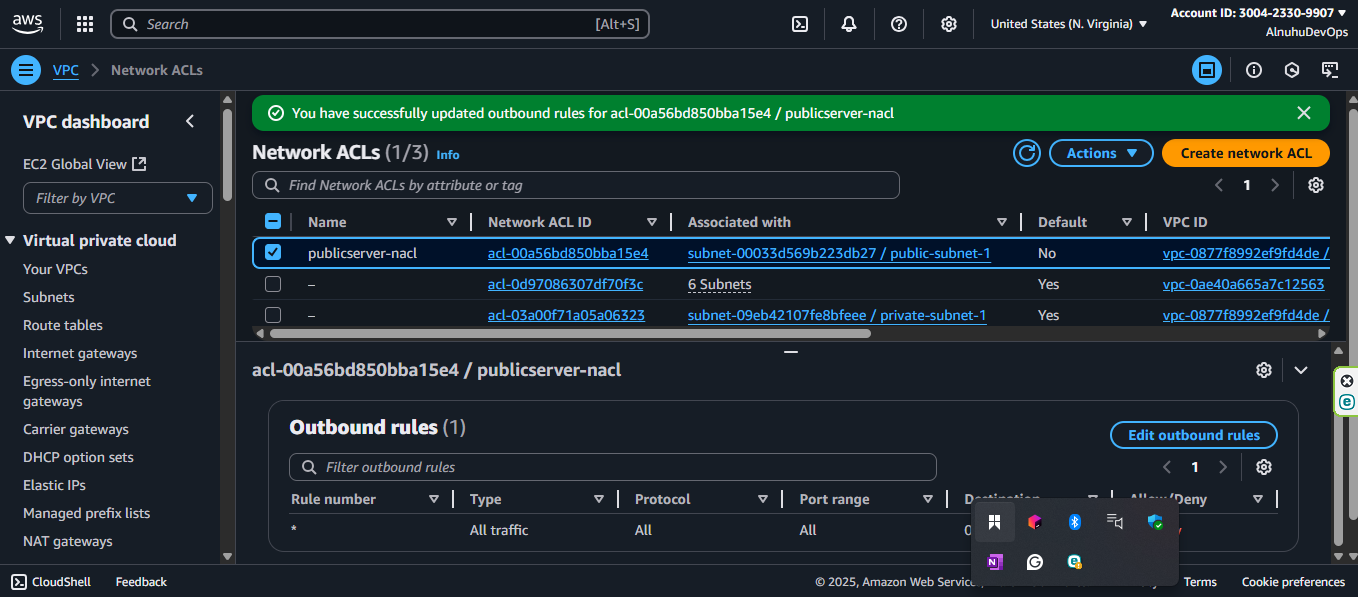 aws
Search [Alt+S]
United States (N. Virginia)
Account ID: 3004-2330-9907
AlnuhuDevOps
VPC
Network ACLs
VPC dashboard
EC2 Global View
Filter by VPC
Virtual private cloud
Your VPCs
Subnets
Route tables
Internet gateways
Egress-only internet
gateways
Carrier gateways
DHCP option sets
Elastic IPs
Managed prefix lists
NAT gateways
You have successfully updated outbound rules for acl-00a56bd850bba15e4 / publicserver-nacl
Network ACLs (1/3) Info
Actions
Create network ACL
Find Network ACLs by attribute or tag
1
Name Network ACL ID Associated with Default VPC ID
publicserver-nacl acl-00a56bd850bba15e4 subnet-00033d569b223db27 / public-subnet-1 No vpc-0877f8992ef9fd4de /
– acl-0d97086307df70f3c 6 Subnets Yes vpc-0ae40a665a7c12563
– acl-03a00f71a05a06323 subnet-09eb42107fe8bfeee / private-subnet-1 Yes vpc-0877f8992ef9fd4de /
acl-00a56bd850bba15e4 / publicserver-nacl
Outbound rules (1)
Edit outbound rules
Filter outbound rules
1
Rule number Type Protocol Port range Destination Allow/Deny
* All traffic All All
CloudShell Feedback © 2025, Amazon Web Servic Terms Cookie preferences